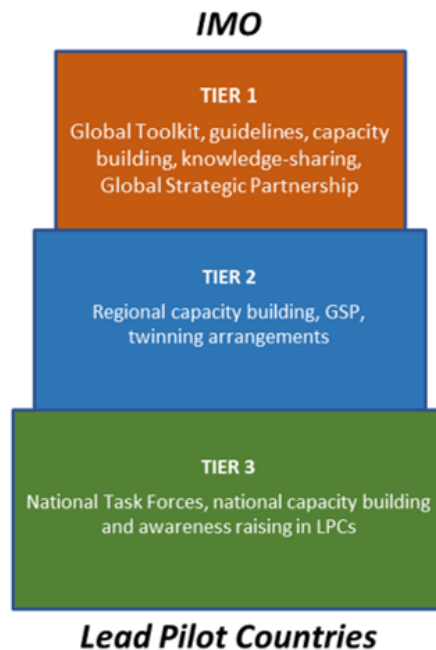 IMO
TIER 1
Global Toolkit, guidelines, capacity
building, knowledge-sharing,
Global Strategic Partnership
TIER 2
Regional capacity building, GSP,
twinning arrangements
TIER 3
National Task Forces, national capacity building
and awareness raising in LPCs
Lead Pilot Countries